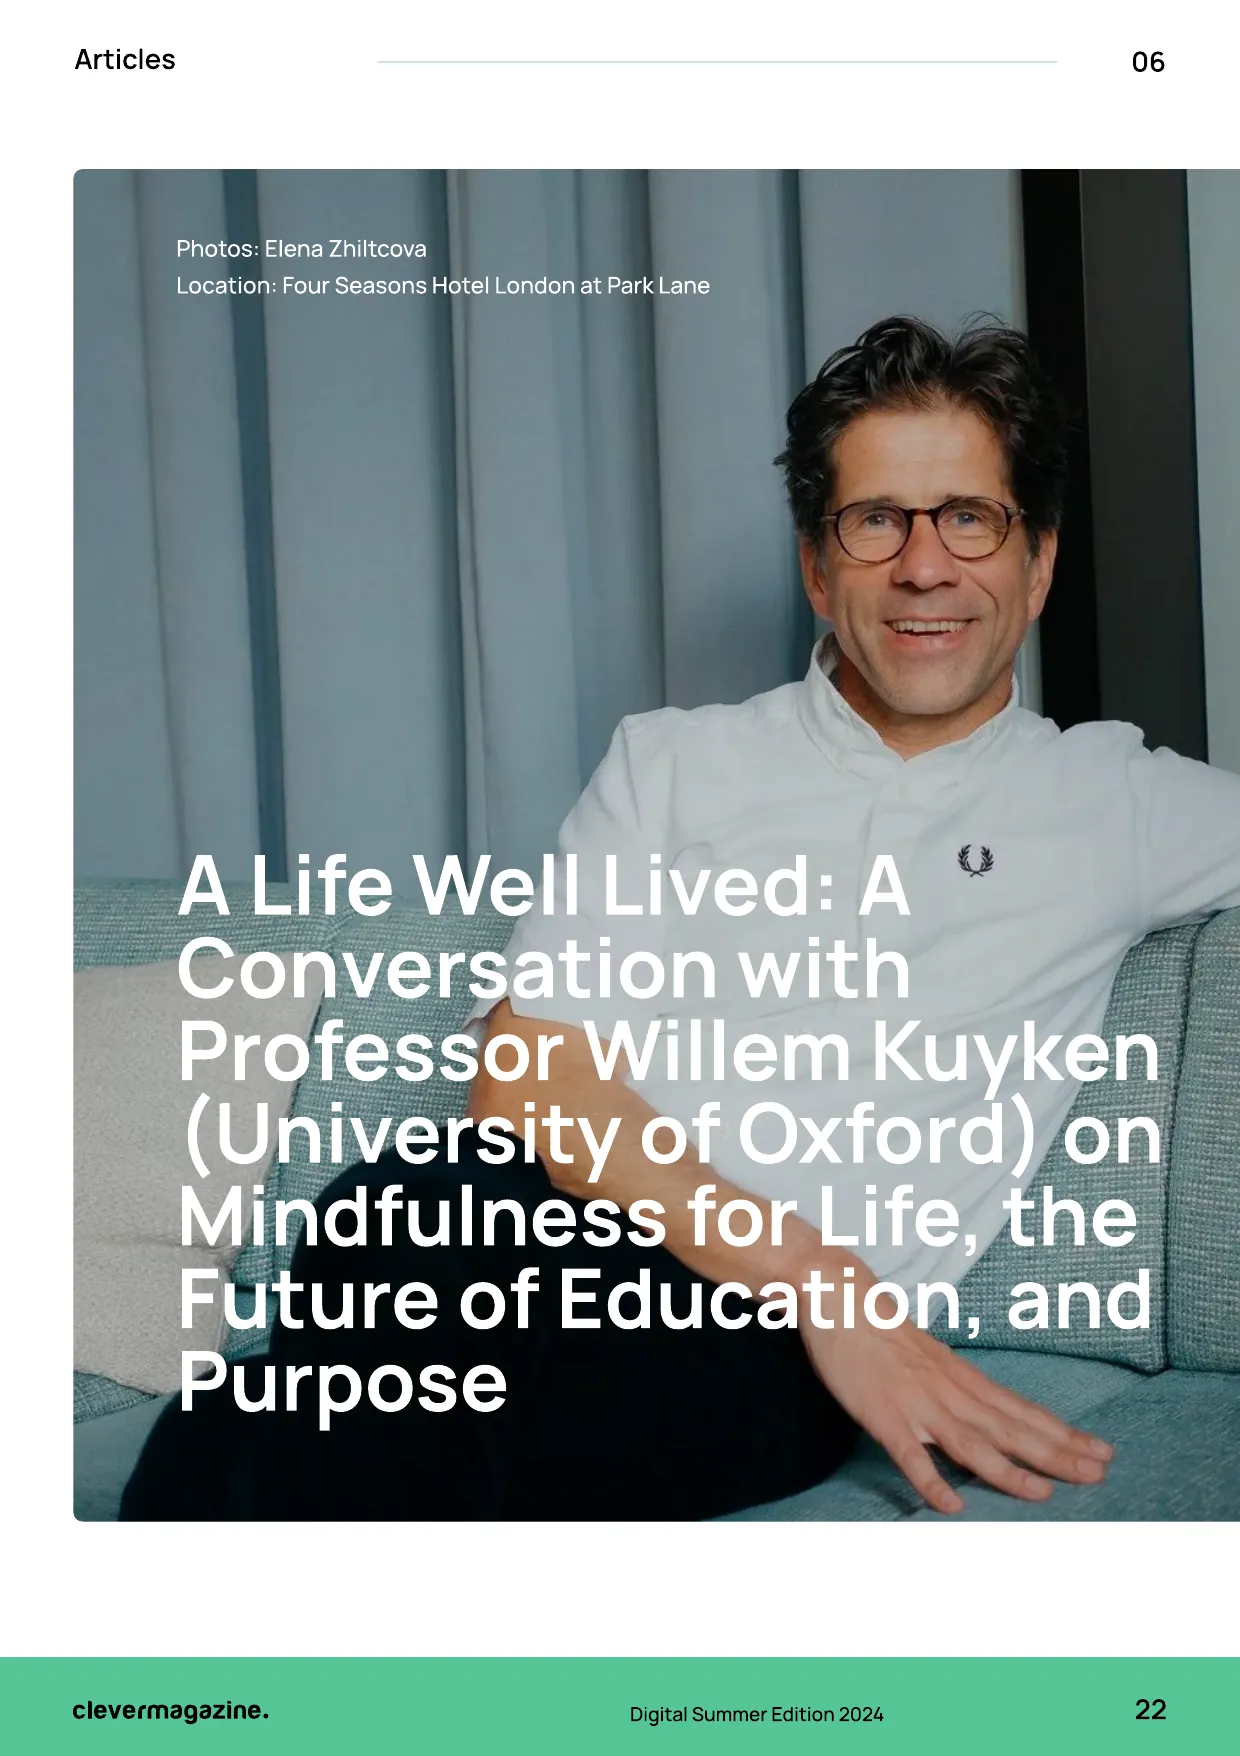 Articles
06
Photos: Elena Zhiltcova
Location: Four Seasons Hotel London at Park Lane
A Life Well Lived: A
Conversation with
Professor Willem Kuyken
(University of Oxford) on
Mindfulness for Life, the
Future of Education, and
Purpose
clevermagazine.
Digital Summer Edition 2024
22